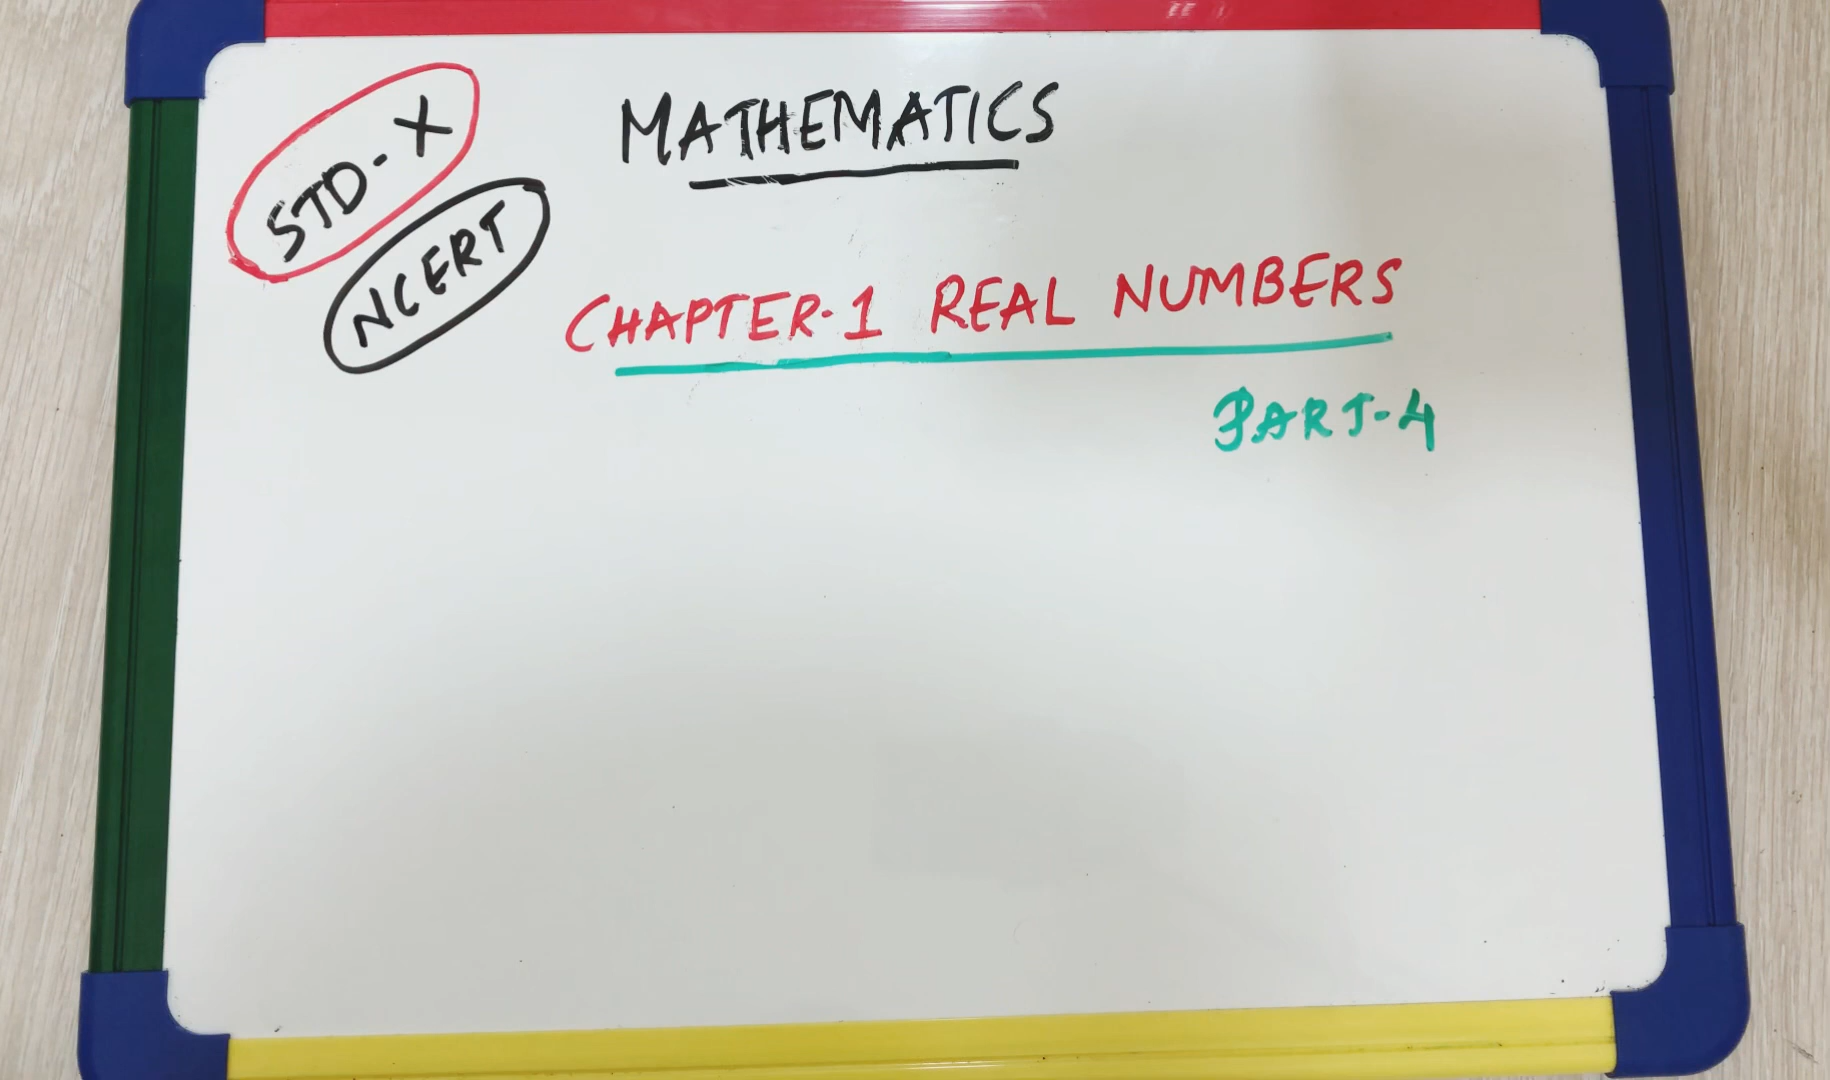 STD-X
MATHEMATICS
NCERT
CHAPTER-1 REAL NUMBERS
PART-4